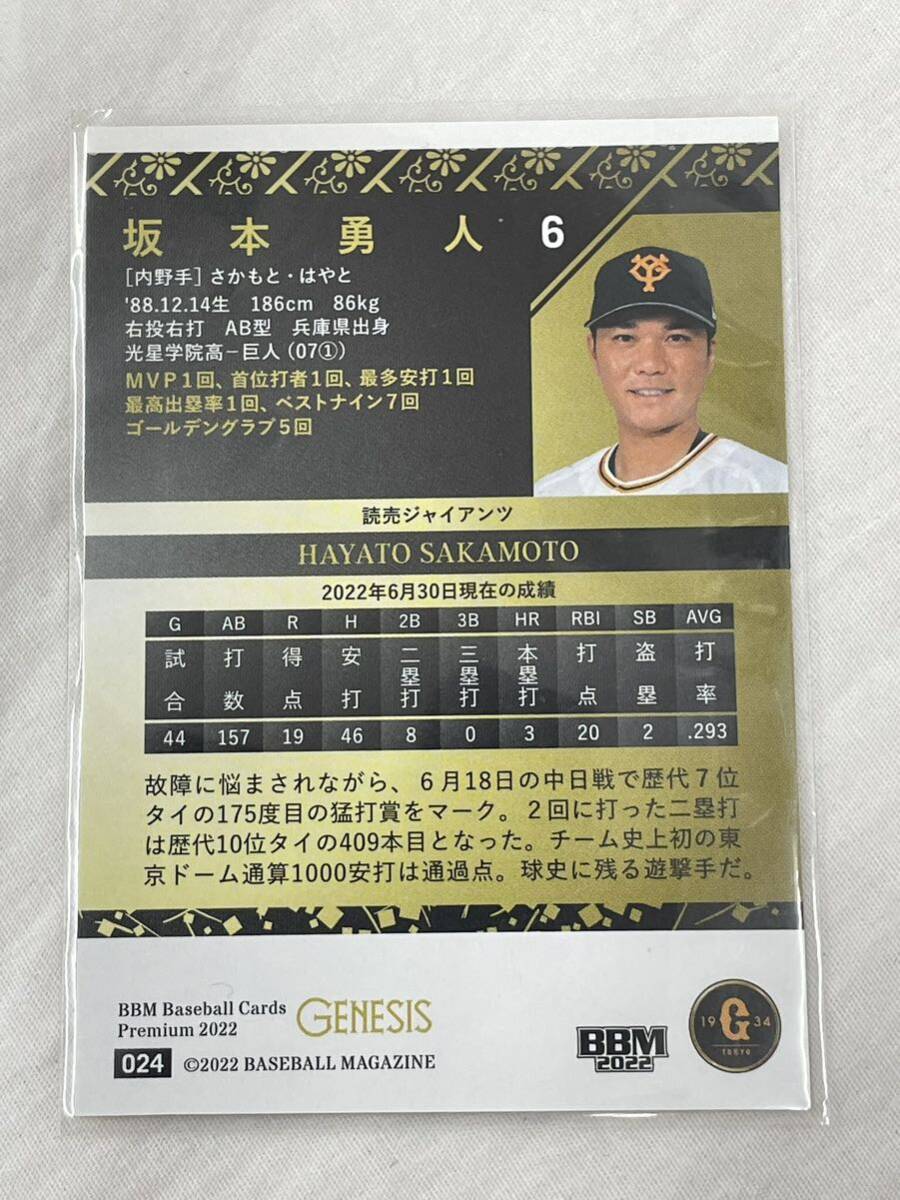 坂本勇人 6
[内野手]さかもと・はやと
'88.12.14生 186cm 86kg
右投右打 AB型 兵庫県出身
光星学院高－巨人(07①)
MVP1回、首位打者1回、最多安打1回
最高出塁率1回、ベストナイン7回
ゴールデングラブ5回
YG
読売ジャイアンツ
HAYATO SAKAMOTO
2022年6月30日現在の成績
G AB R H 2B 3B HR RBI SB AVG
試合 打数 得点 安打 二塁打 三塁打 本塁打 打点 盗塁 打率
44 157 19 46 8 0 3 20 2 .293
故障に悩まされながら、6月18日の中日戦で歴代7位
タイの175度目の猛打賞をマーク。2回に打った二塁打
は歴代10位タイの409本目となった。チーム史上初の東
京ドーム通算1000安打は通過点。球史に残る遊撃手だ。
BBM Baseball Cards
Premium 2022
GENESIS
024 ©2022 BASEBALL MAGAZINE
BBM
2022
19 G 34
TOKYO